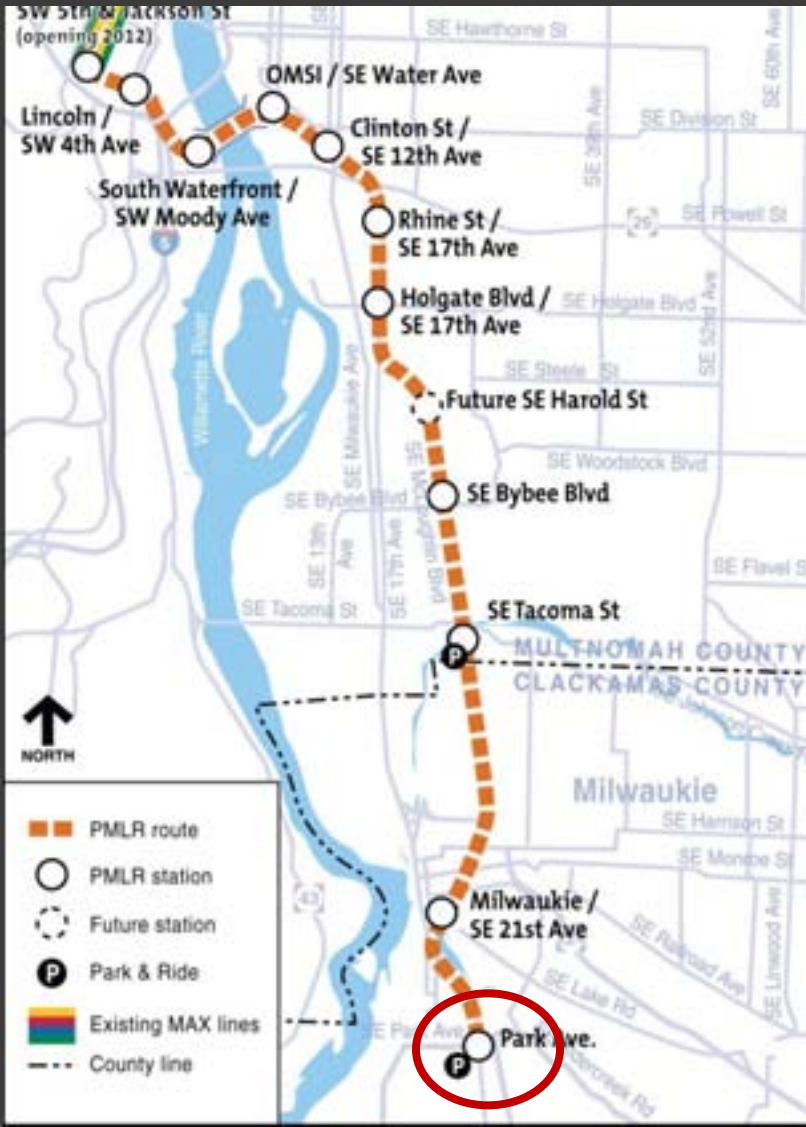 SW 5th & Jackson St
(opening 2012)
SE Hawthorne St
SE 60th Ave
OMSI / SE Water Ave
Lincoln /
SW 4th Ave
Clinton St /
SE 12th Ave
SE Division St
SE 39th Ave
South Waterfront /
SW Moody Ave
5
Rhine St /
SE 17th Ave
26
SE Powell St
Holgate Blvd /
SE 17th Ave
SE Holgate Blvd
SE 52nd Ave
Willamette River
SE Milwaukie Ave
SE Steele St
Future SE Harold St
SE Woodstock Blvd
SE McLoughlin Blvd
SE Bybee Blvd
SE Bybee Blvd
SE 13th
Ave
SE 17th Ave
SE Flavel S
SE Tacoma St
SE Tacoma St
P
MULTNOMAH COUNTY
CLACKAMAS COUNTY
NORTH
Milwaukie
SE Harrison St
SE Monroe St
PMLR route
PMLR station
Future station
P Park & Ride
Existing MAX lines
County line
43
Milwaukie /
SE 21st Ave
SE Railroad Ave
SE Linwood Ave
SE Lake Rd
SE Park Ave
Park Ave.
P